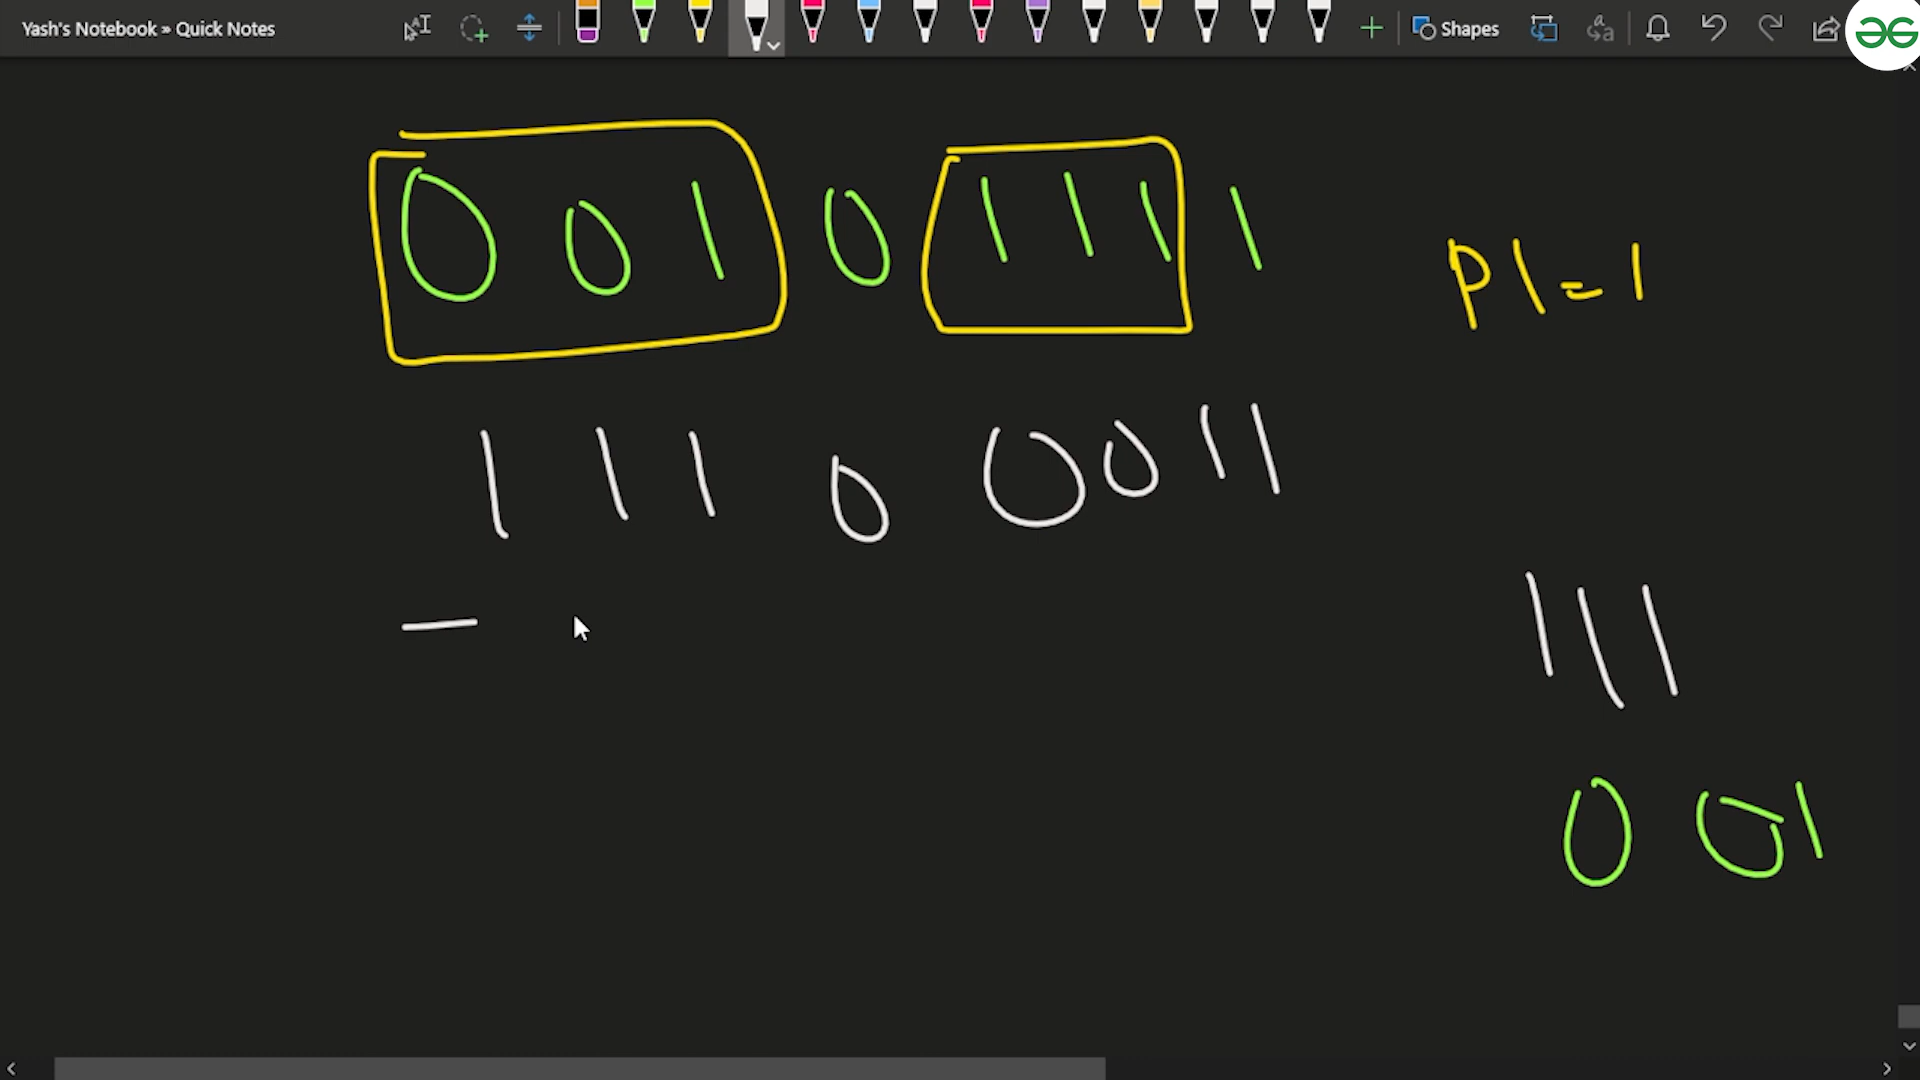 Yash's Notebook » Quick Notes
Shapes
0 0 1 0 1 1 1 1
P1=1
1 1 1 0 0 0 1 1
1 1 1
0 0 1